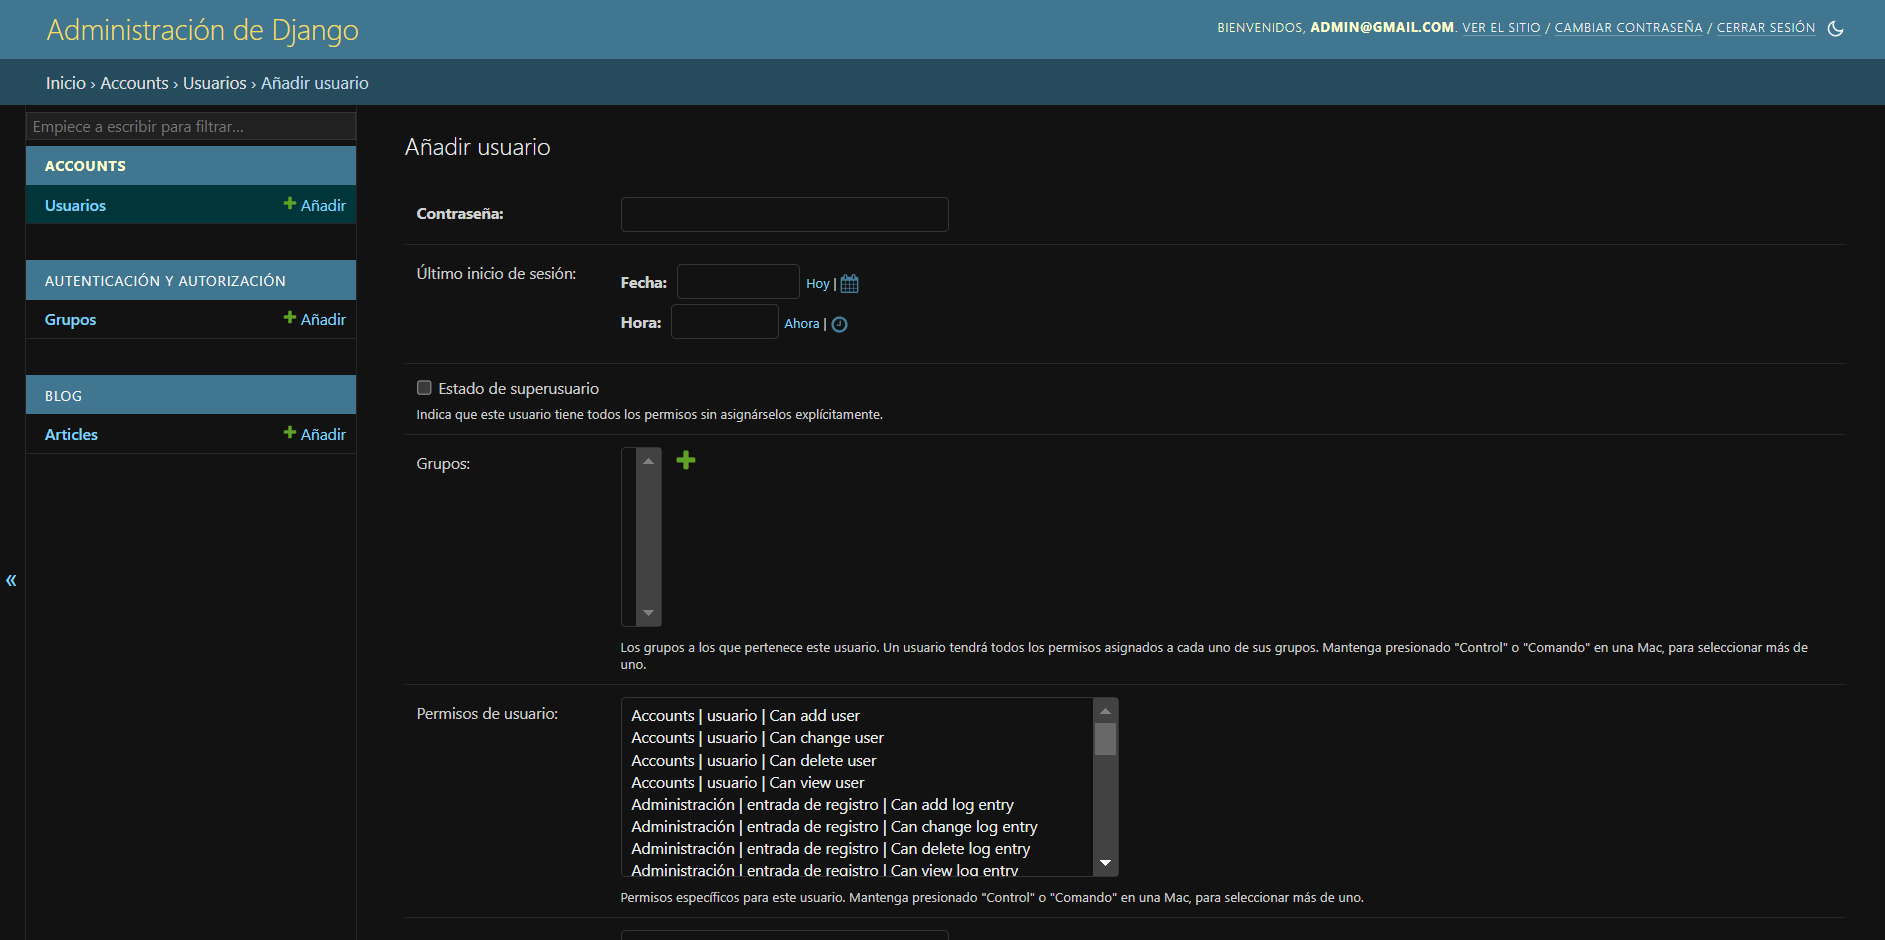 Administración de Django
BIENVENIDOS, ADMIN@GMAIL.COM. VER EL SITIO / CAMBIAR CONTRASEÑA / CERRAR SESIÓN
Inicio › Accounts › Usuarios › Añadir usuario
Empiece a escribir para filtrar...
ACCOUNTS
Usuarios Añadir
AUTENTICACIÓN Y AUTORIZACIÓN
Grupos Añadir
BLOG
Articles Añadir
«
Añadir usuario
Contraseña:
Último inicio de sesión:
Fecha: Hoy |
Hora: Ahora |
Estado de superusuario
Indica que este usuario tiene todos los permisos sin asignárselos explícitamente.
Grupos:
Los grupos a los que pertenece este usuario. Un usuario tendrá todos los permisos asignados a cada uno de sus grupos. Mantenga presionado "Control" o "Comando" en una Mac, para seleccionar más de
uno.
Permisos de usuario:
Accounts | usuario | Can add user
Accounts | usuario | Can change user
Accounts | usuario | Can delete user
Accounts | usuario | Can view user
Administración | entrada de registro | Can add log entry
Administración | entrada de registro | Can change log entry
Administración | entrada de registro | Can delete log entry
Administración | entrada de registro | Can view log entry
Permisos específicos para este usuario. Mantenga presionado "Control" o "Comando" en una Mac, para seleccionar más de uno.